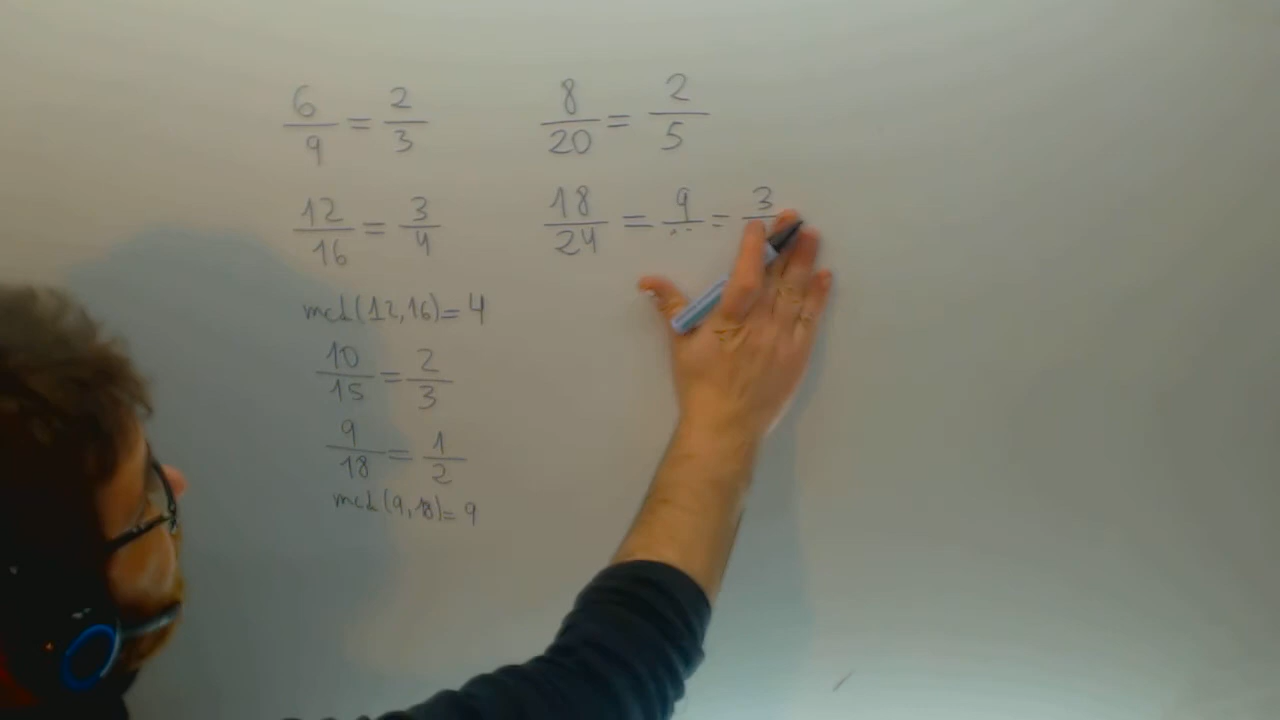 6/9 = 2/3
12/16 = 3/4
mcd(12,16)=4
10/15 = 2/3
9/18 = 1/2
mcd(9,18)=9
8/20 = 2/5
18/24 = 9/ = 3/